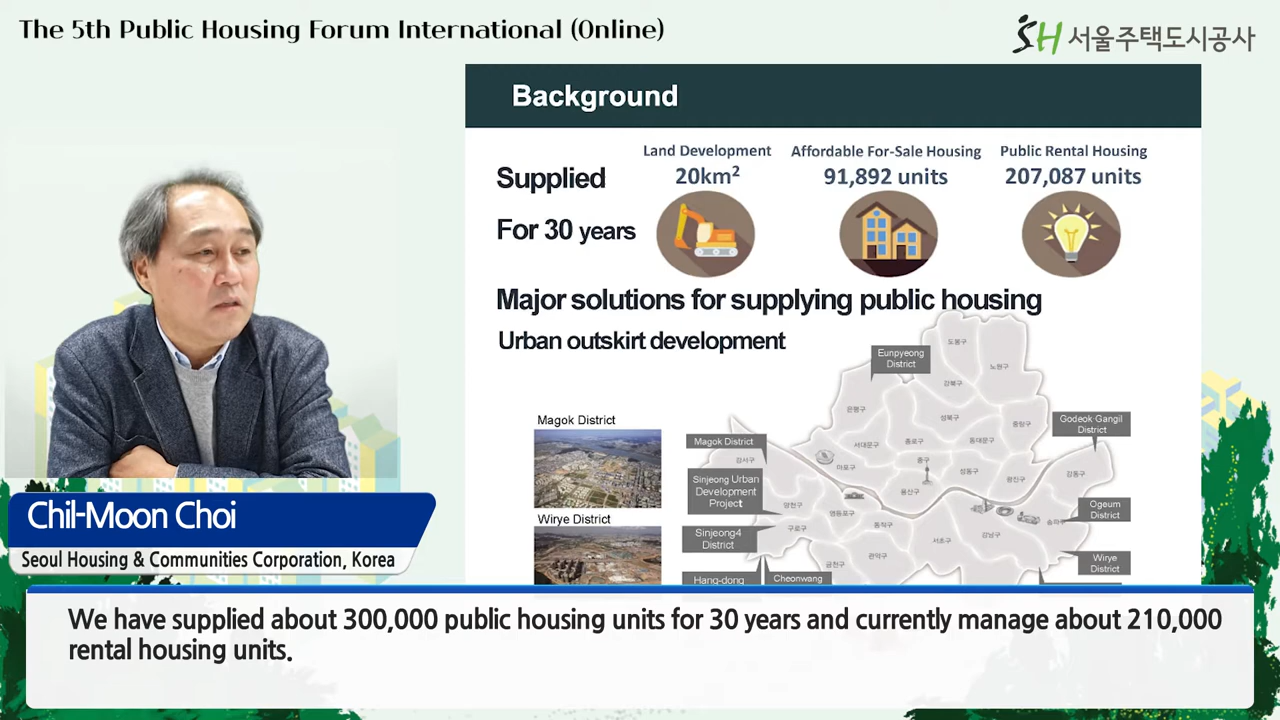 The 5th Public Housing Forum International (Online)
SH 서울주택도시공사
Background
Land Development
Affordable For-Sale Housing
Public Rental Housing
Supplied
20km²
91,892 units
207,087 units
For 30 years
Major solutions for supplying public housing
Urban outskirt development
도봉구
Eunpyeong
District
노원구
강북구
은평구
성북구
중랑구
Godeok·Gangil
District
Magok District
Magok District
서대문구
종로구
동대문구
강서구
마포구
중구
성동구
광진구
강동구
Sinjeong Urban
Development
Project
양천구
영등포구
용산구
Ogeum
District
Wirye District
Sinjeong4
District
구로구
동작구
서초구
강남구
송파구
관악구
금천구
Wirye
District
Hang-dong
Cheonwang
Chil-Moon Choi
Seoul Housing & Communities Corporation, Korea
We have supplied about 300,000 public housing units for 30 years and currently manage about 210,000
rental housing units.